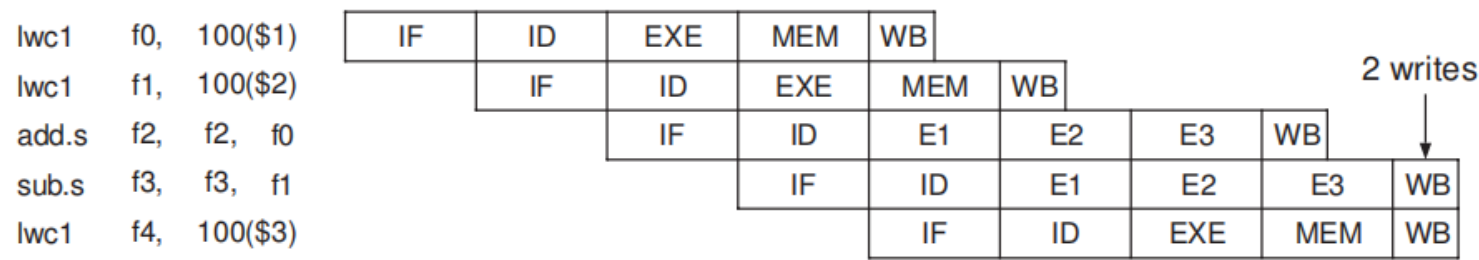 lwc1 f0, 100($1) IF ID EXE MEM WB
lwc1 f1, 100($2) IF ID EXE MEM WB 2 writes
add.s f2, f2, f0 IF ID E1 E2 E3 WB
sub.s f3, f3, f1 IF ID E1 E2 E3 WB
lwc1 f4, 100($3) IF ID EXE MEM WB